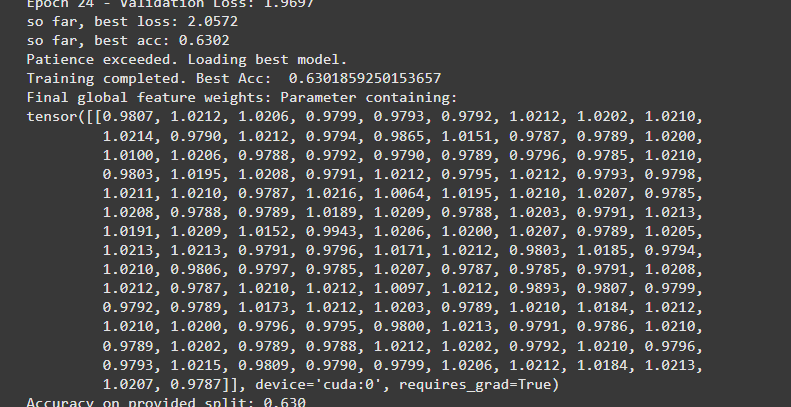 Epoch 24 - Validation Loss: 1.9697
so far, best loss: 2.0572
so far, best acc: 0.6302
Patience exceeded. Loading best model.
Training completed. Best Acc:  0.6301859250153657
Final global feature weights: Parameter containing:
tensor([[0.9807, 1.0212, 1.0206, 0.9799, 0.9793, 0.9792, 1.0212, 1.0202, 1.0210,
1.0214, 0.9790, 1.0212, 0.9794, 0.9865, 1.0151, 0.9787, 0.9789, 1.0200,
1.0100, 1.0206, 0.9788, 0.9792, 0.9790, 0.9789, 0.9796, 0.9785, 1.0210,
0.9803, 1.0195, 1.0208, 0.9791, 1.0212, 0.9795, 1.0212, 0.9793, 0.9798,
1.0211, 1.0210, 0.9787, 1.0216, 1.0064, 1.0195, 1.0210, 1.0207, 0.9785,
1.0208, 0.9788, 0.9789, 1.0189, 1.0209, 0.9788, 1.0203, 0.9791, 1.0213,
1.0191, 1.0209, 1.0152, 0.9943, 1.0206, 1.0200, 1.0207, 0.9789, 1.0205,
1.0213, 1.0213, 0.9791, 0.9796, 1.0171, 1.0212, 0.9803, 1.0185, 0.9794,
1.0210, 0.9806, 0.9797, 0.9785, 1.0207, 0.9787, 0.9785, 0.9791, 1.0208,
1.0212, 0.9787, 1.0210, 1.0212, 1.0097, 1.0212, 0.9893, 0.9807, 0.9799,
0.9792, 0.9789, 1.0173, 1.0212, 1.0203, 0.9789, 1.0210, 1.0184, 1.0212,
1.0210, 1.0200, 0.9796, 0.9795, 0.9800, 1.0213, 0.9791, 0.9786, 1.0210,
0.9789, 1.0202, 0.9789, 0.9788, 1.0212, 1.0202, 0.9792, 1.0210, 0.9796,
0.9793, 1.0215, 0.9809, 0.9790, 0.9799, 1.0206, 1.0212, 1.0184, 1.0213,
1.0207, 0.9787]], device='cuda:0', requires_grad=True)
Accuracy on provided split: 0.630